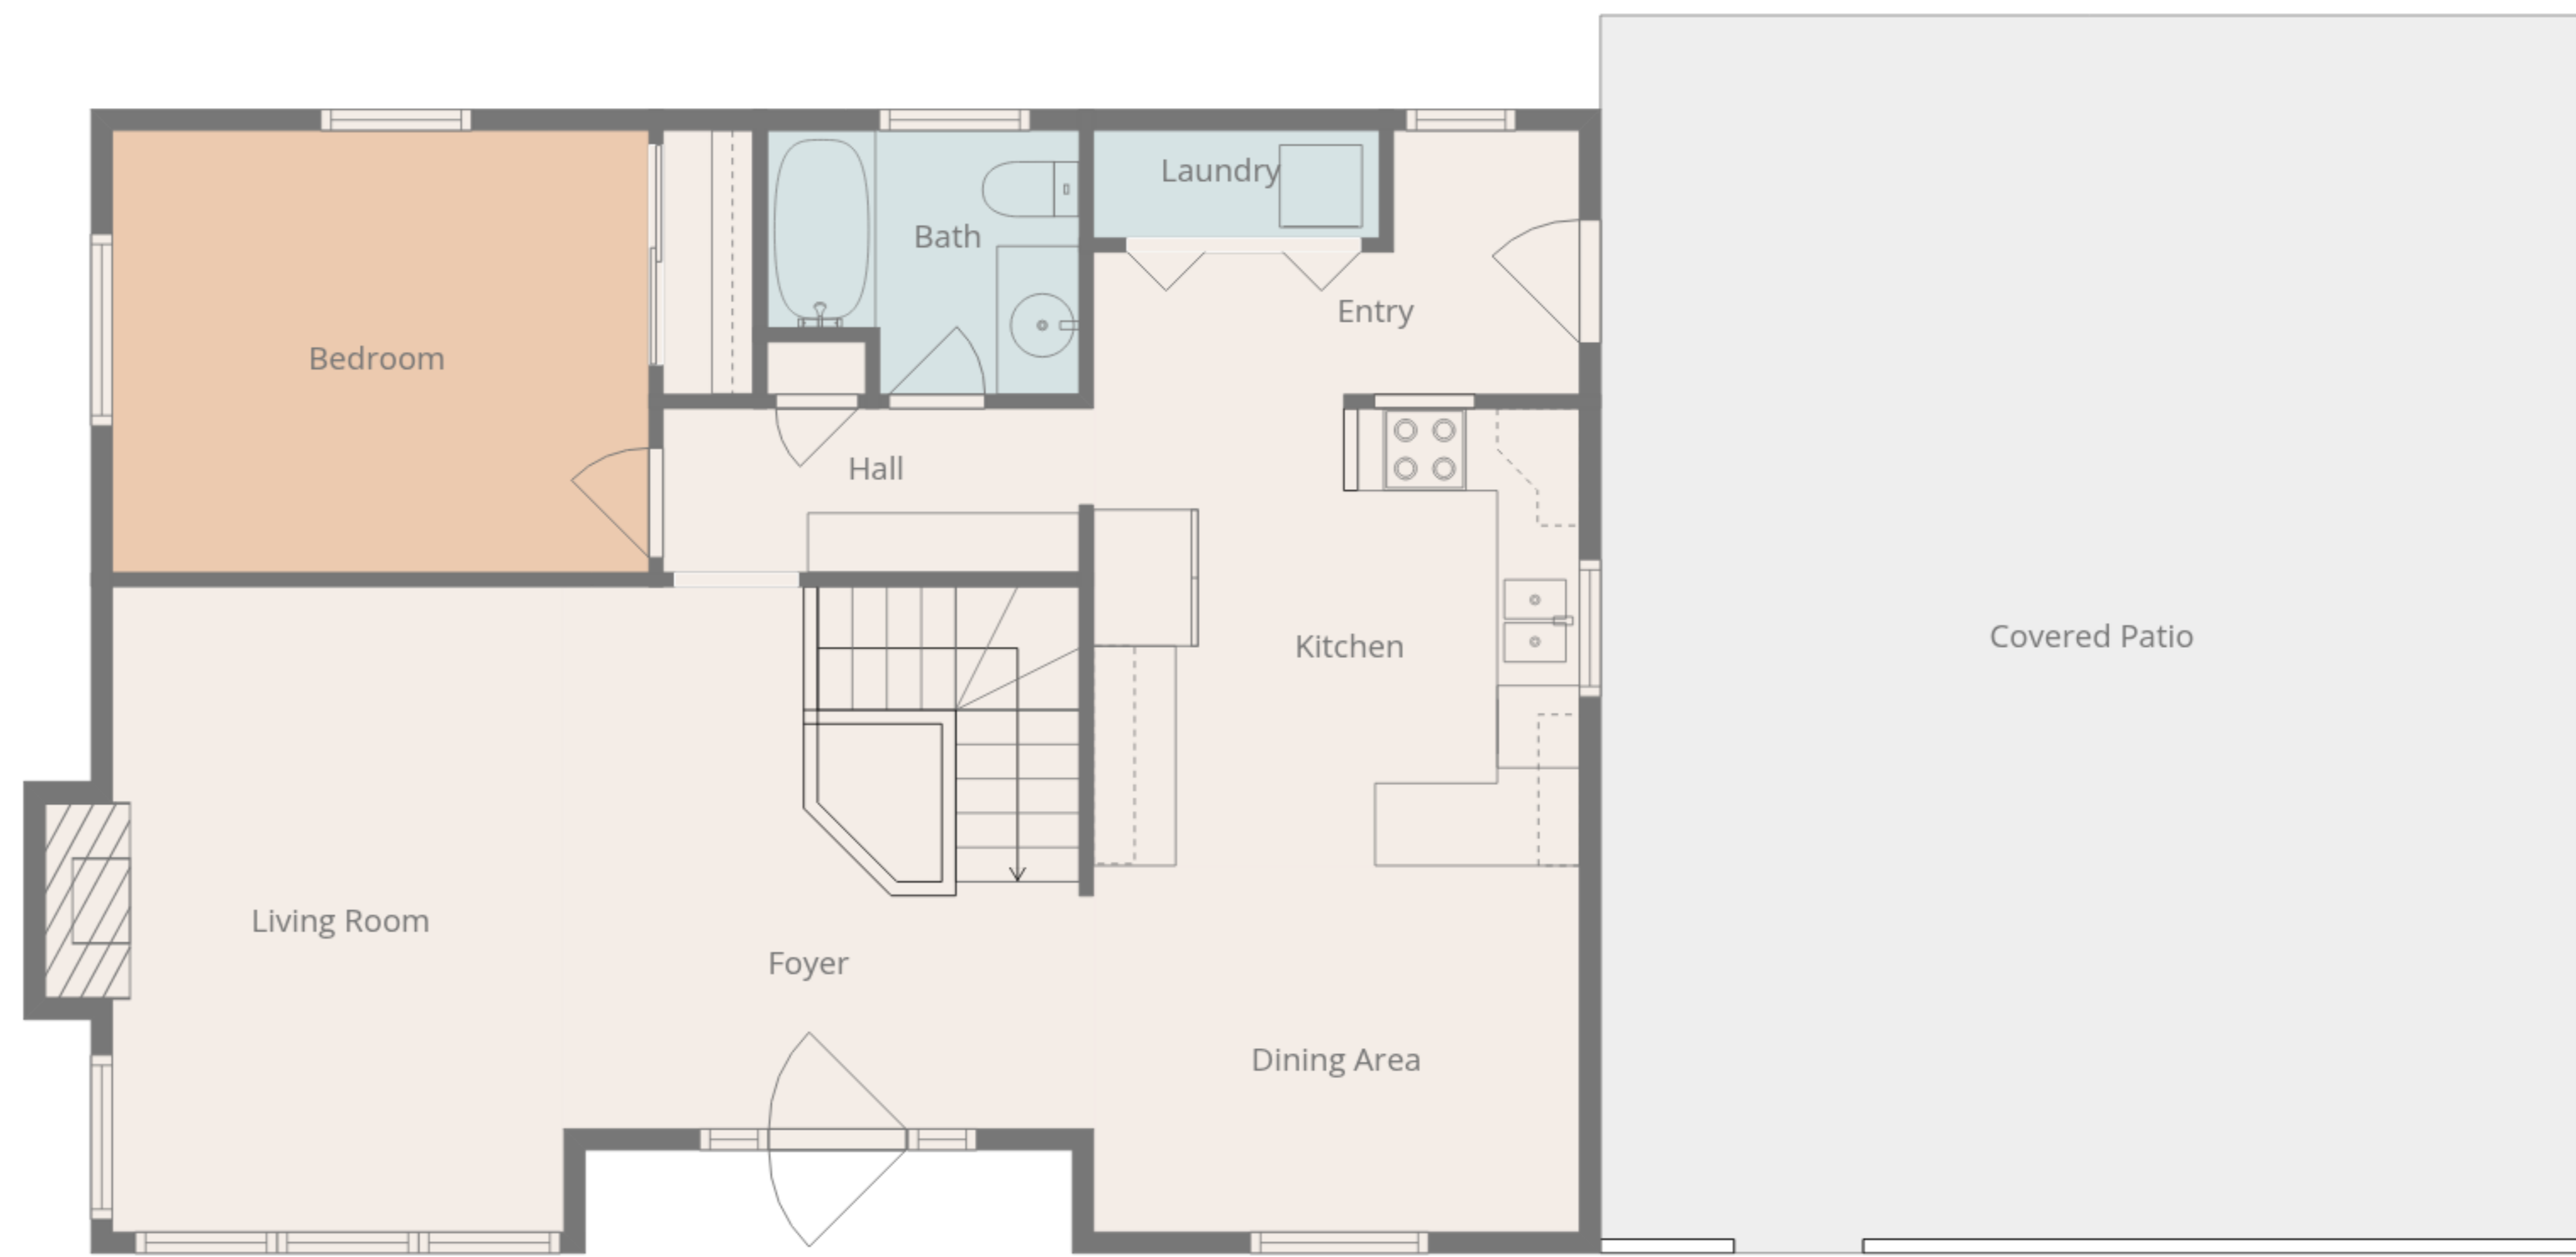 Laundry
Bath
Entry
Bedroom
Hall
Kitchen
Covered Patio
Living Room
Foyer
Dining Area